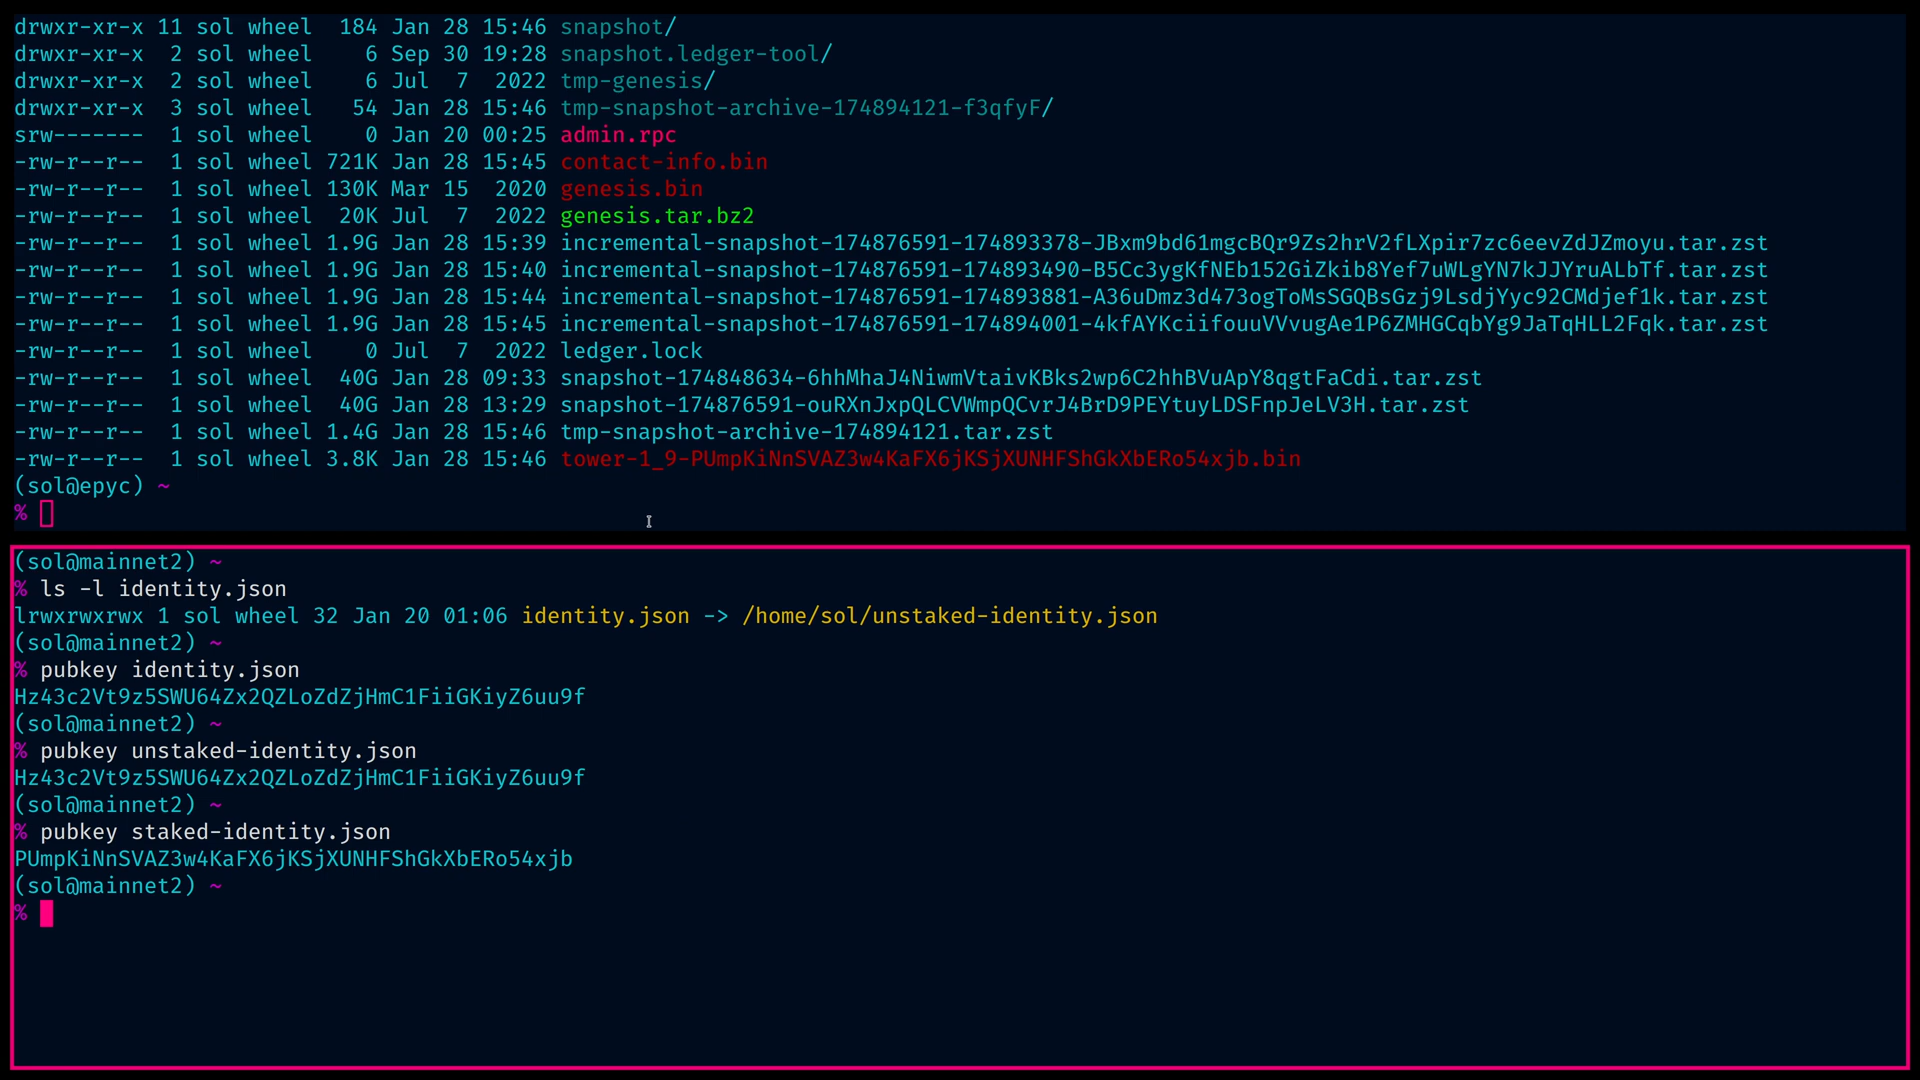 drwxr-xr-x 11 sol wheel  184 Jan 28 15:46 snapshot/
drwxr-xr-x  2 sol wheel    6 Sep 30 19:28 snapshot.ledger-tool/
drwxr-xr-x  2 sol wheel    6 Jul  7  2022 tmp-genesis/
drwxr-xr-x  3 sol wheel   54 Jan 28 15:46 tmp-snapshot-archive-174894121-f3qfyF/
srw-------  1 sol wheel    0 Jan 20 00:25 admin.rpc
-rw-r--r--  1 sol wheel 721K Jan 28 15:45 contact-info.bin
-rw-r--r--  1 sol wheel 130K Mar 15  2020 genesis.bin
-rw-r--r--  1 sol wheel  20K Jul  7  2022 genesis.tar.bz2
-rw-r--r--  1 sol wheel 1.9G Jan 28 15:39 incremental-snapshot-174876591-174893378-JBxm9bd61mgcBQr9Zs2hrV2fLXpir7zc6eevZdJZmoyu.tar.zst
-rw-r--r--  1 sol wheel 1.9G Jan 28 15:40 incremental-snapshot-174876591-174893490-B5Cc3ygKfNEb152GiZkib8Yef7uWLgYN7kJJYruALbTf.tar.zst
-rw-r--r--  1 sol wheel 1.9G Jan 28 15:44 incremental-snapshot-174876591-174893881-A36uDmz3d473ogToMsSGQBsGzj9LsdjYyc92CMdjef1k.tar.zst
-rw-r--r--  1 sol wheel 1.9G Jan 28 15:45 incremental-snapshot-174876591-174894001-4kfAYKciifouuVVvugAe1P6ZMHGCqbYg9JaTqHLL2Fqk.tar.zst
-rw-r--r--  1 sol wheel    0 Jul  7  2022 ledger.lock
-rw-r--r--  1 sol wheel  40G Jan 28 09:33 snapshot-174848634-6hhMhaJ4NiwmVtaivKBks2wp6C2hhBVuApY8qgtFaCdi.tar.zst
-rw-r--r--  1 sol wheel  40G Jan 28 13:29 snapshot-174876591-ouRXnJxpQLCVWmpQCvrJ4BrD9PEYtuyLDSFnpJeLV3H.tar.zst
-rw-r--r--  1 sol wheel 1.4G Jan 28 15:46 tmp-snapshot-archive-174894121.tar.zst
-rw-r--r--  1 sol wheel 3.8K Jan 28 15:46 tower-1_9-PUmpKiNnSVAZ3w4KaFX6jKSjXUNHFShGkXbERo54xjb.bin
(sol@epyc) ~
%
(sol@mainnet2) ~
% ls -l identity.json
lrwxrwxrwx 1 sol wheel 32 Jan 20 01:06 identity.json -> /home/sol/unstaked-identity.json
(sol@mainnet2) ~
% pubkey identity.json
Hz43c2Vt9z5SWU64Zx2QZLoZdZjHmC1FiiGKiyZ6uu9f
(sol@mainnet2) ~
% pubkey unstaked-identity.json
Hz43c2Vt9z5SWU64Zx2QZLoZdZjHmC1FiiGKiyZ6uu9f
(sol@mainnet2) ~
% pubkey staked-identity.json
PUmpKiNnSVAZ3w4KaFX6jKSjXUNHFShGkXbERo54xjb
(sol@mainnet2) ~
%